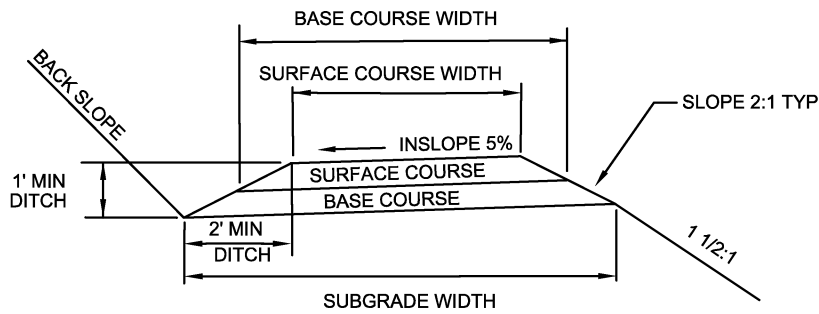 BASE COURSE WIDTH
BACK SLOPE
SURFACE COURSE WIDTH
SLOPE 2:1 TYP
INSLOPE 5%
1' MIN
DITCH
SURFACE COURSE
BASE COURSE
2' MIN
DITCH
1 1/2:1
SUBGRADE WIDTH